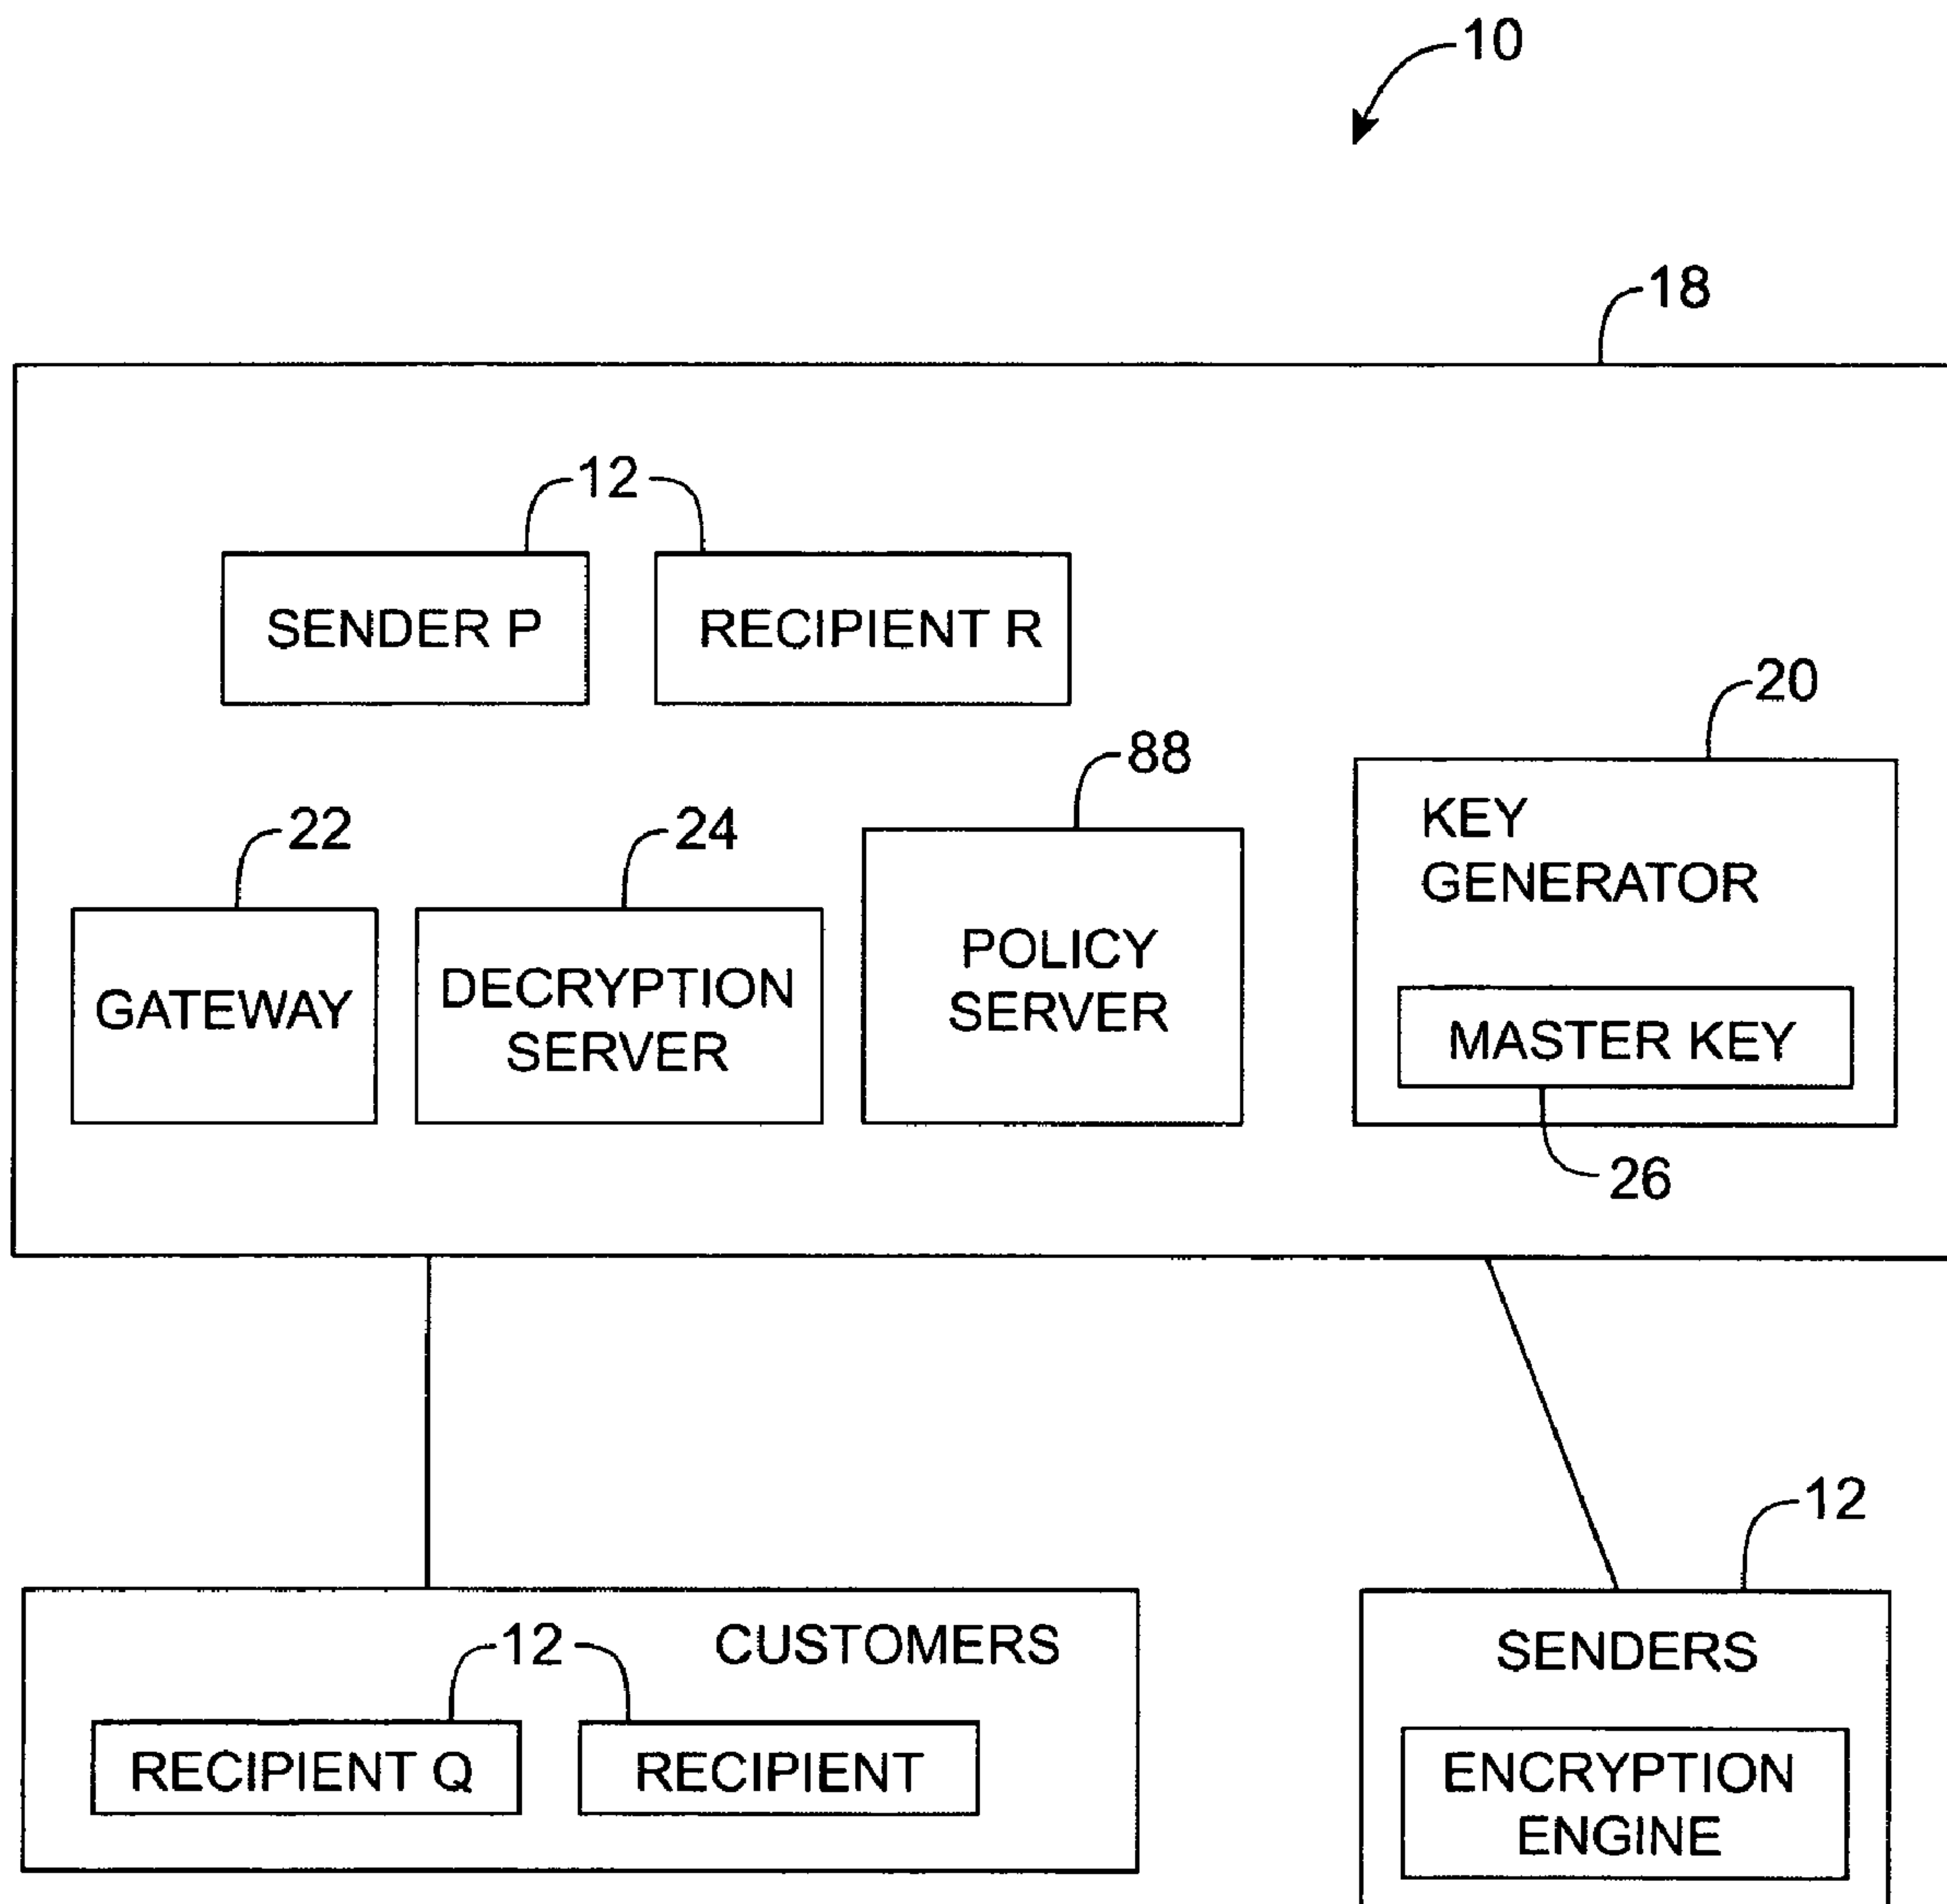 10
18
12
SENDER P
RECIPIENT R
20
88
KEY
GENERATOR
22
24
POLICY
SERVER
GATEWAY
DECRYPTION
SERVER
MASTER KEY
26
12
12
CUSTOMERS
SENDERS
RECIPIENT Q
RECIPIENT
ENCRYPTION
ENGINE